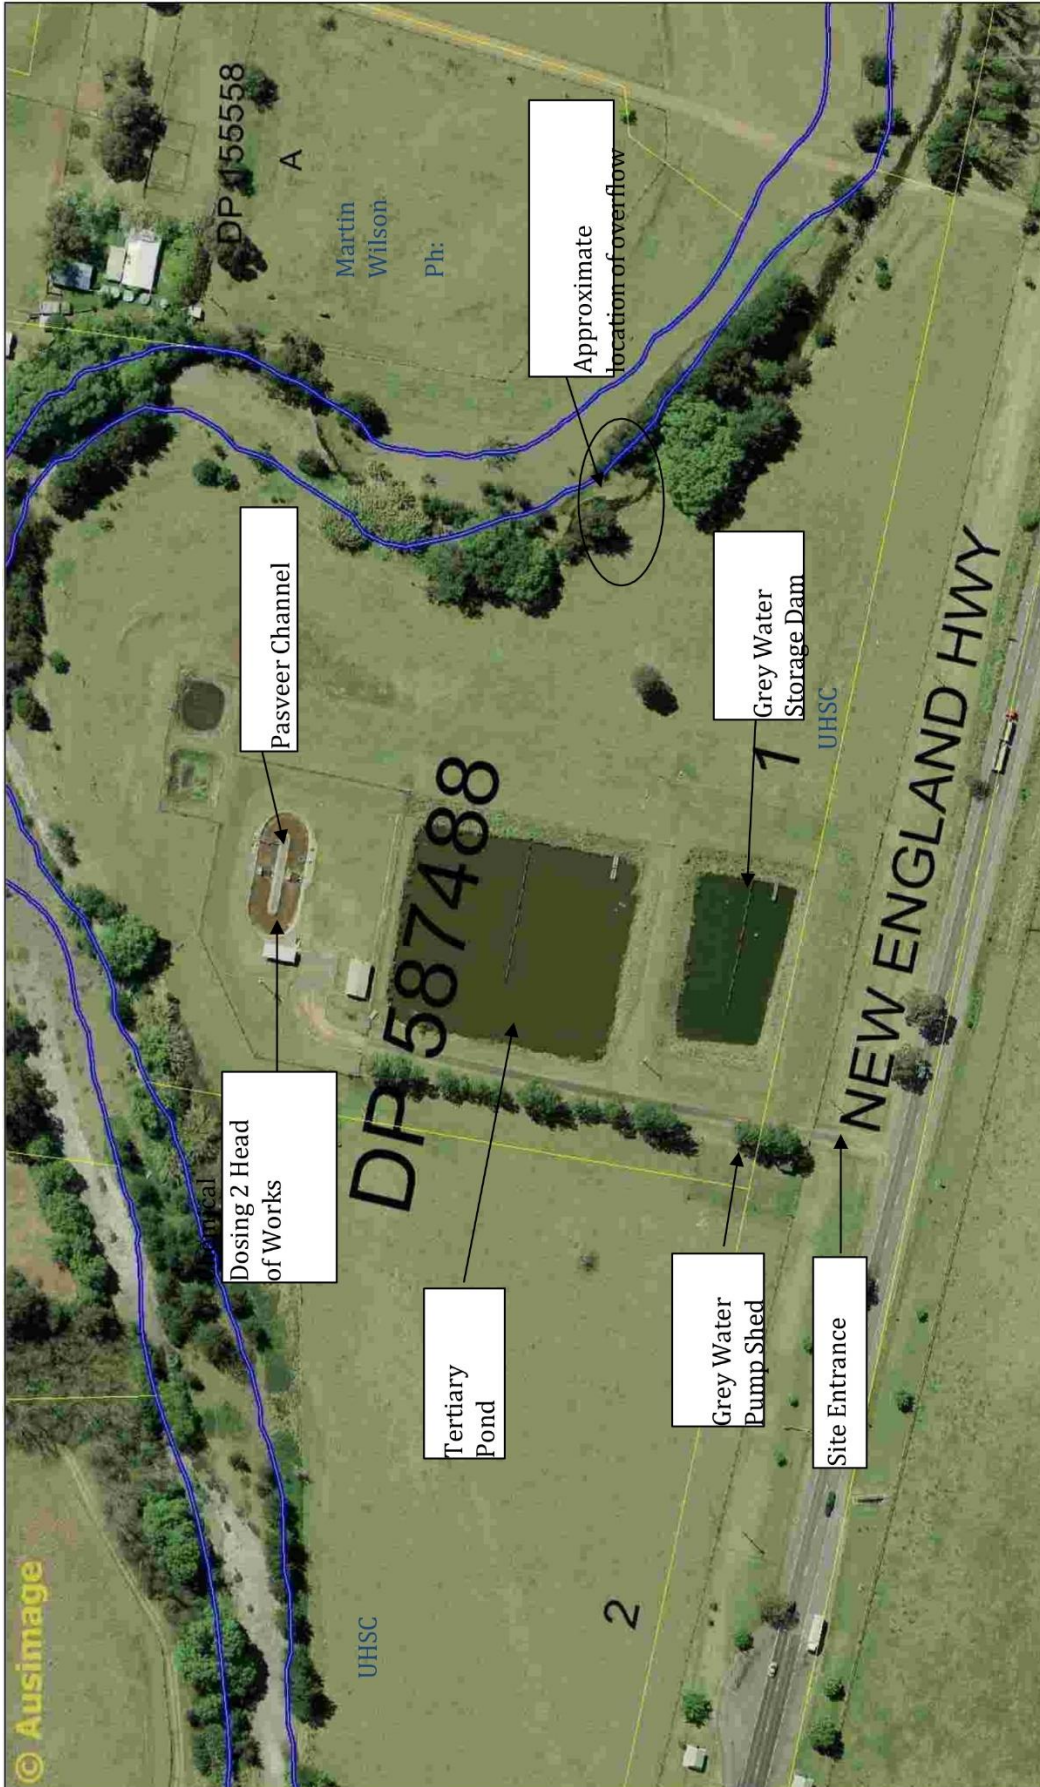 © Ausimage
UHSC
2
Dosing 2 Head
of Works
Tertiary
Pond
Grey Water
Pump Shed
Site Entrance
DP 587488
NEW ENGLAND HWY
Pasveer Channel
1
UHSC
Grey Water
Storage Dam
Approximate
location of overflow
DP 155558
A
Martin
Wilson
Ph: